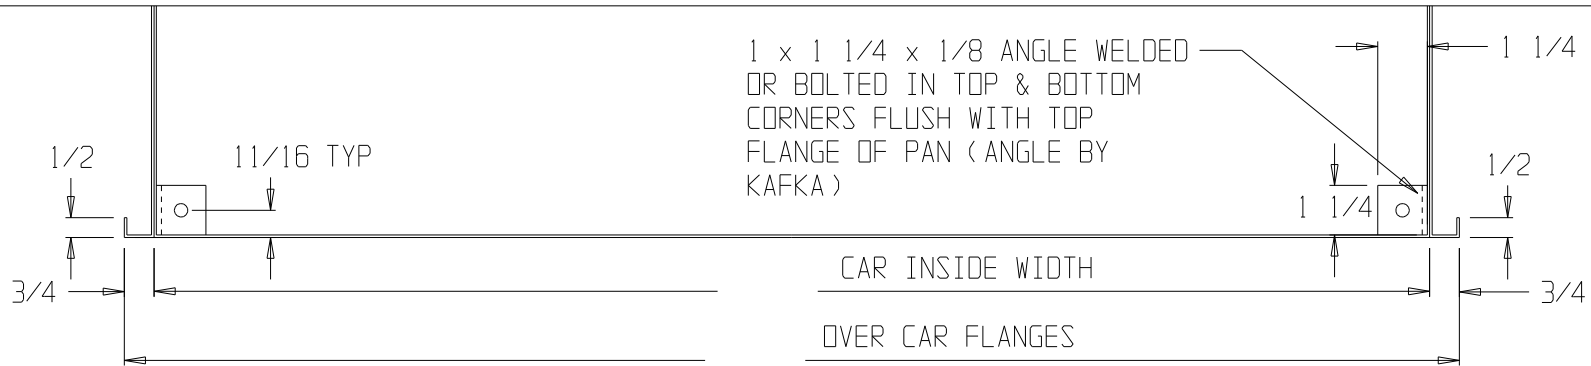 1 x 1 1/4 x 1/8 ANGLE WELDED
OR BOLTED IN TOP & BOTTOM
CORNERS FLUSH WITH TOP
FLANGE OF PAN (ANGLE BY
KAFKA)
1 1/4
1/2
11/16 TYP
1/2
1 1/4
CAR INSIDE WIDTH
3/4
3/4
OVER CAR FLANGES